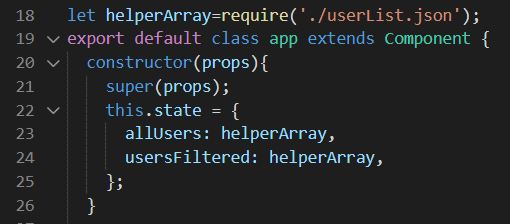 18 let helperArray=require('./userList.json');
19 export default class app extends Component {
20 constructor(props){
21 super(props);
22 this.state = {
23 allUsers: helperArray,
24 usersFiltered: helperArray,
25 };
26 }